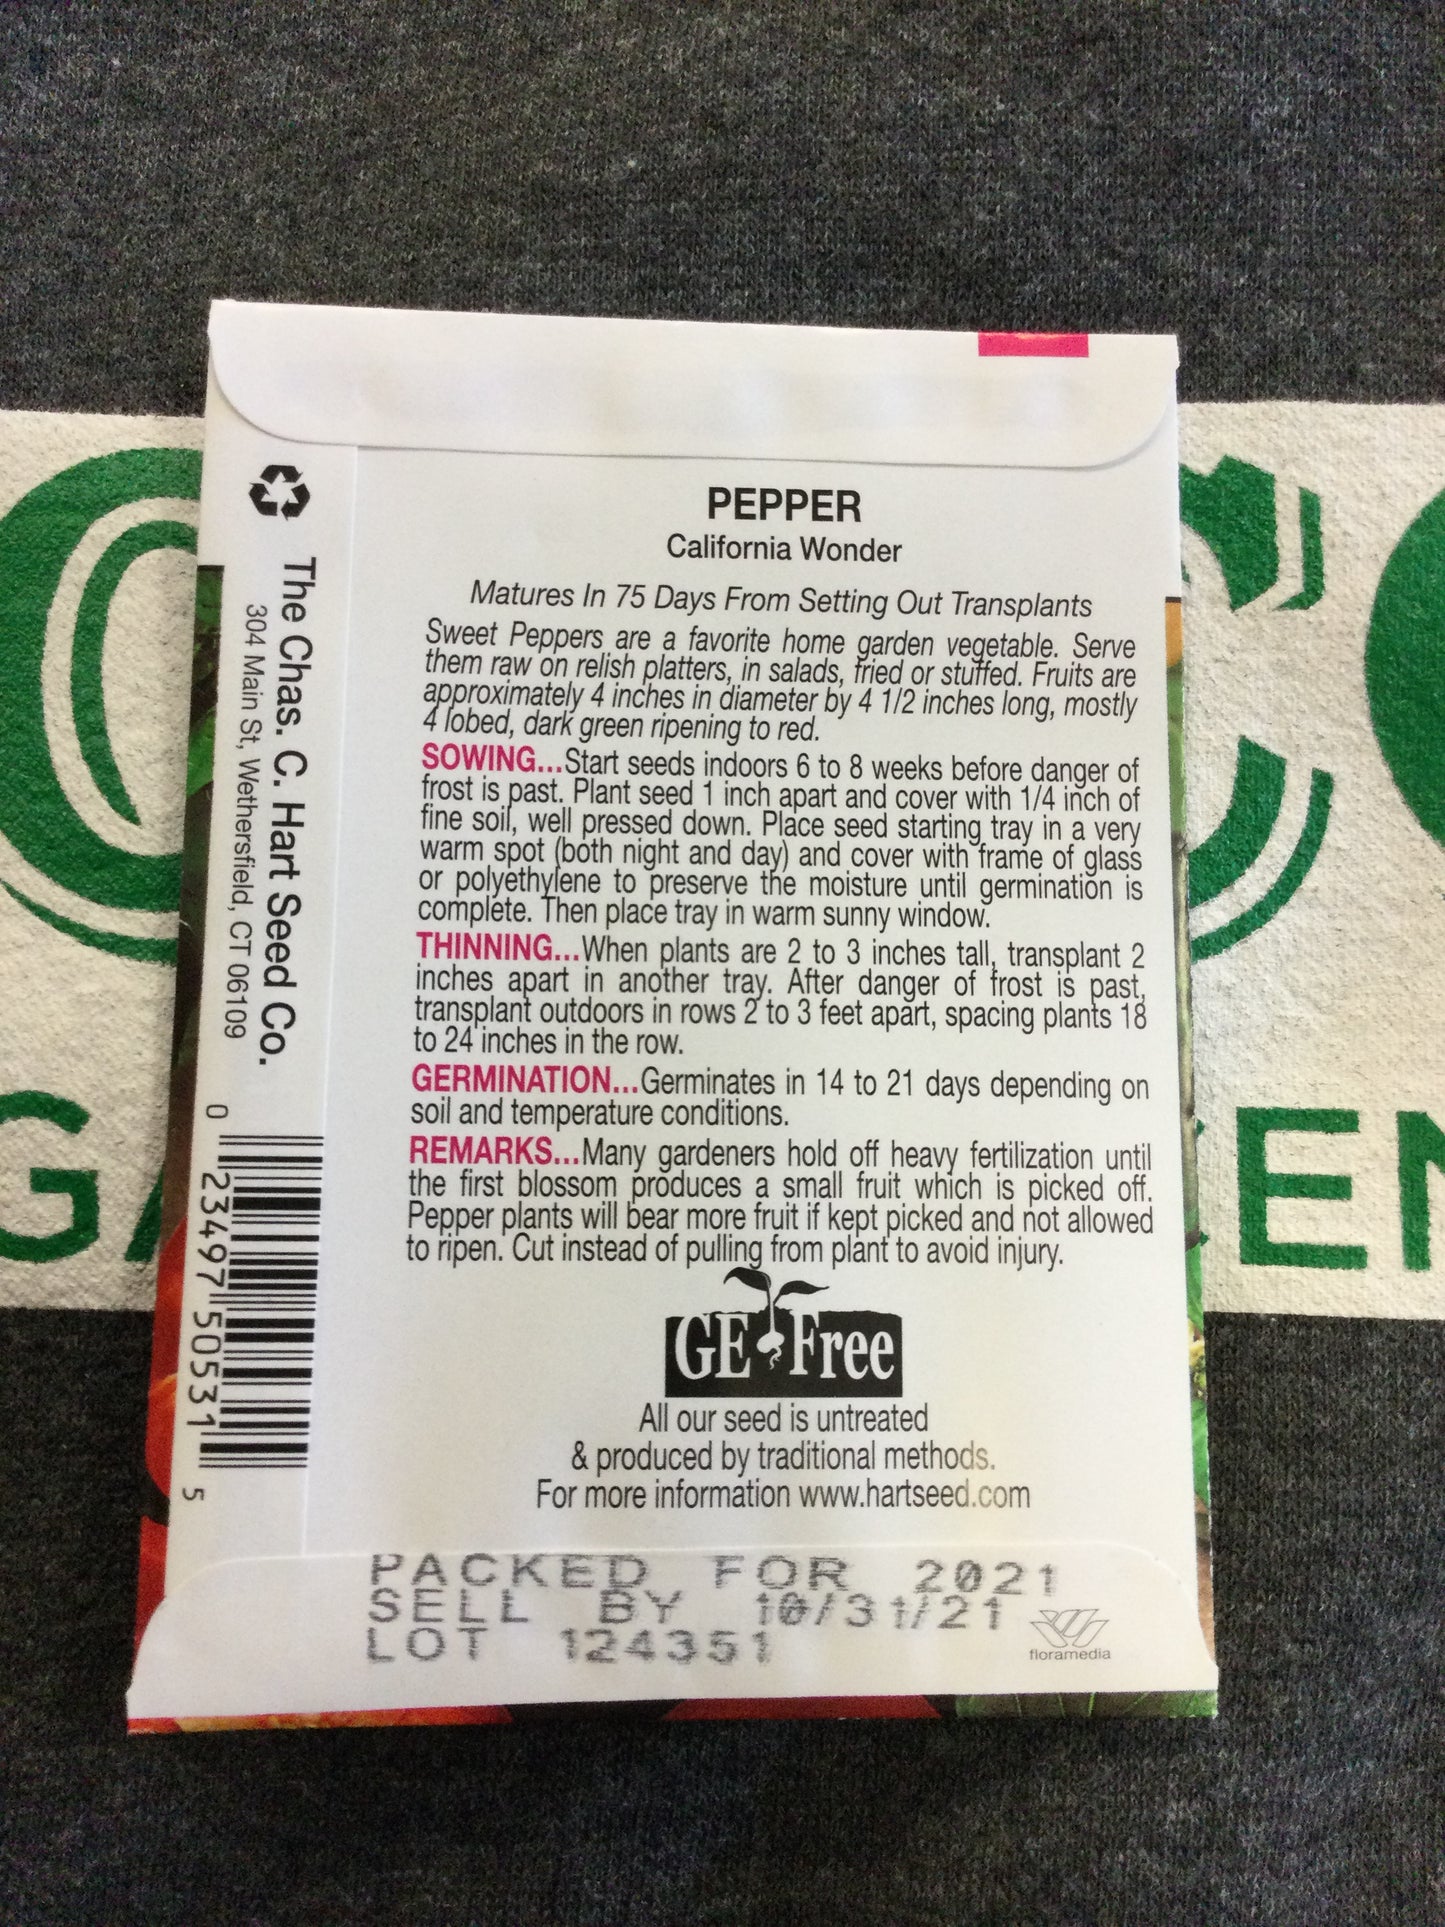 PEPPER
California Wonder
Matures In 75 Days From Setting Out Transplants
Sweet Peppers are a favorite home garden vegetable. Serve
them raw on relish platters, in salads, fried or stuffed. Fruits are
approximately 4 inches in diameter by 4 1/2 inches long, mostly
4 lobed, dark green ripening to red.
SOWING...Start seeds indoors 6 to 8 weeks before danger of
frost is past. Plant seed 1 inch apart and cover with 1/4 inch of
fine soil, well pressed down. Place seed starting tray in a very
warm spot (both night and day) and cover with frame of glass
or polyethylene to preserve the moisture until germination is
complete. Then place tray in warm sunny window.
THINNING...When plants are 2 to 3 inches tall, transplant 2
inches apart in another tray. After danger of frost is past,
transplant outdoors in rows 2 to 3 feet apart, spacing plants 18
to 24 inches in the row.
GERMINATION...Germinates in 14 to 21 days depending on
soil and temperature conditions.
REMARKS...Many gardeners hold off heavy fertilization until
the first blossom produces a small fruit which is picked off.
Pepper plants will bear more fruit if kept picked and not allowed
to ripen. Cut instead of pulling from plant to avoid injury.
GE Free
All our seed is untreated
& produced by traditional methods.
For more information www.hartseed.com
PACKED FOR 2021
SELL BY 10/31/21
LOT 124351
floramedia
The Chas. C. Hart Seed Co.
304 Main St, Wethersfield, CT 06109
0 23497 50531 5